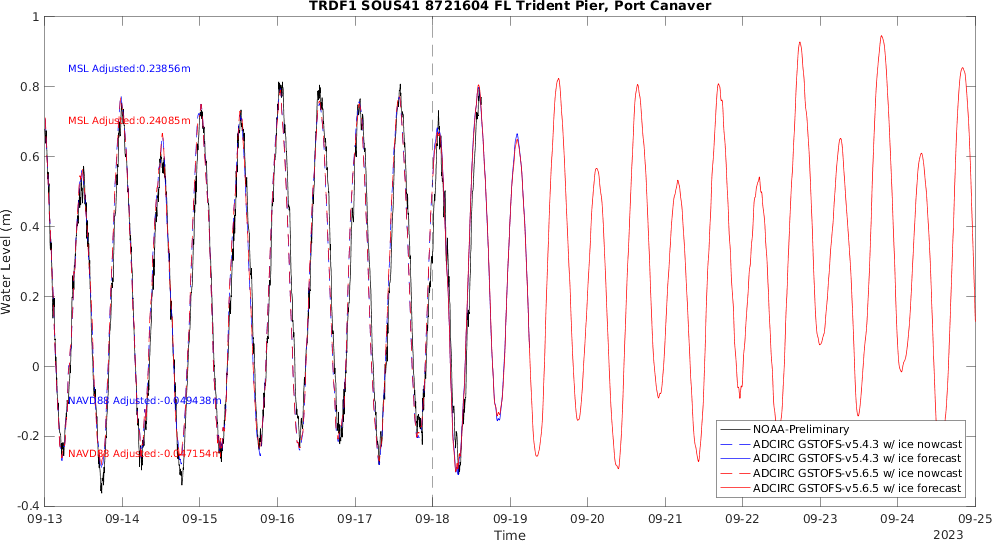 TRDF1 SOUS41 8721604 FL Trident Pier, Port Canaver
1
0.8
0.6
0.4
0.2
0
-0.2
-0.4
Water Level (m)
MSL Adjusted:0.23856m
MSL Adjusted:0.24085m
NAVD88 Adjusted:-0.049438m
NAVD88 Adjusted:-0.047154m
NOAA-Preliminary
ADCIRC GSTOFS-v5.4.3 w/ ice nowcast
ADCIRC GSTOFS-v5.4.3 w/ ice forecast
ADCIRC GSTOFS-v5.6.5 w/ ice nowcast
ADCIRC GSTOFS-v5.6.5 w/ ice forecast
09-13 09-14 09-15 09-16 09-17 09-18 09-19 09-20 09-21 09-22 09-23 09-24 09-25
Time
2023